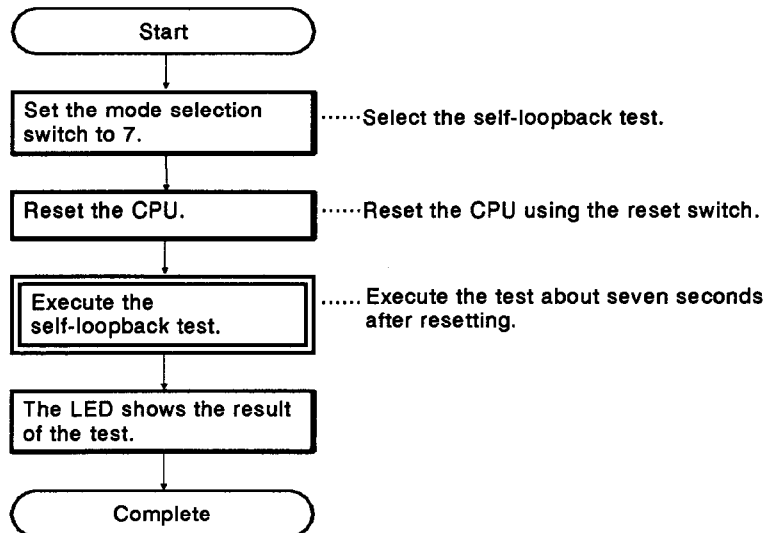 Start
Set the mode selection
switch to 7.
······Select the self-loopback test.
Reset the CPU.
······Reset the CPU using the reset switch.
Execute the
self-loopback test.
······ Execute the test about seven seconds
after resetting.
The LED shows the result
of the test.
Complete